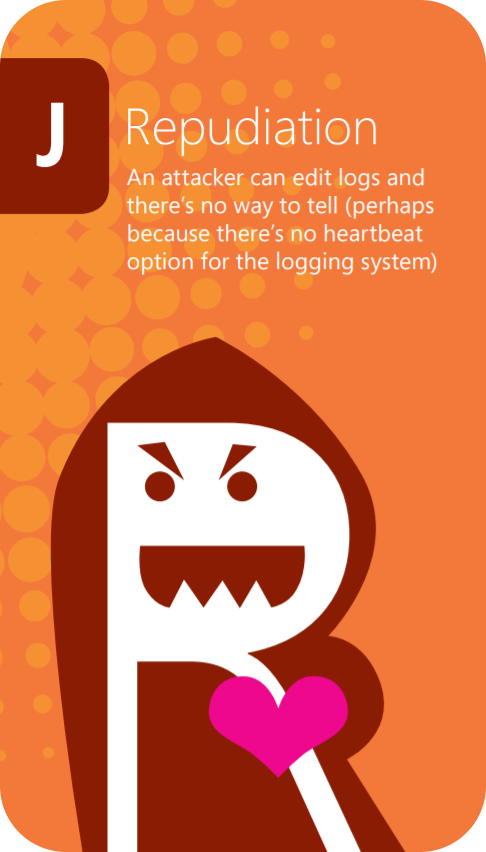 J
Repudiation
An attacker can edit logs and
there’s no way to tell (perhaps
because there’s no heartbeat
option for the logging system)